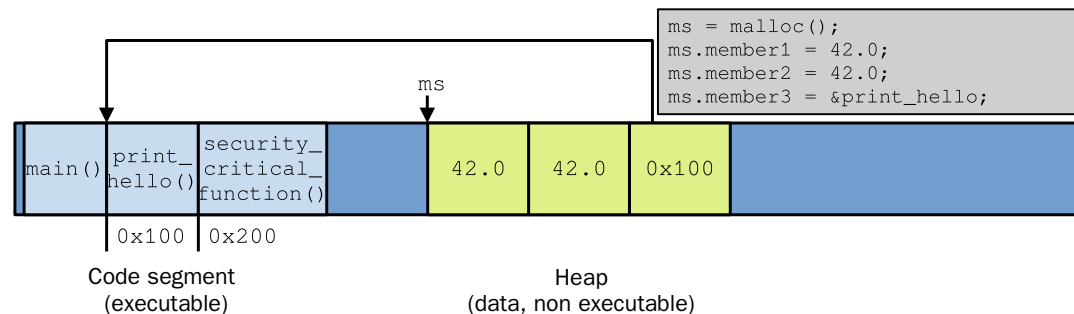 ms = malloc();
ms.member1 = 42.0;
ms.member2 = 42.0;
ms.member3 = &print_hello;
ms
main()
print_
hello()
security_
critical_
function()
42.0
42.0
0x100
0x100
0x200
Code segment
(executable)
Heap
(data, non executable)